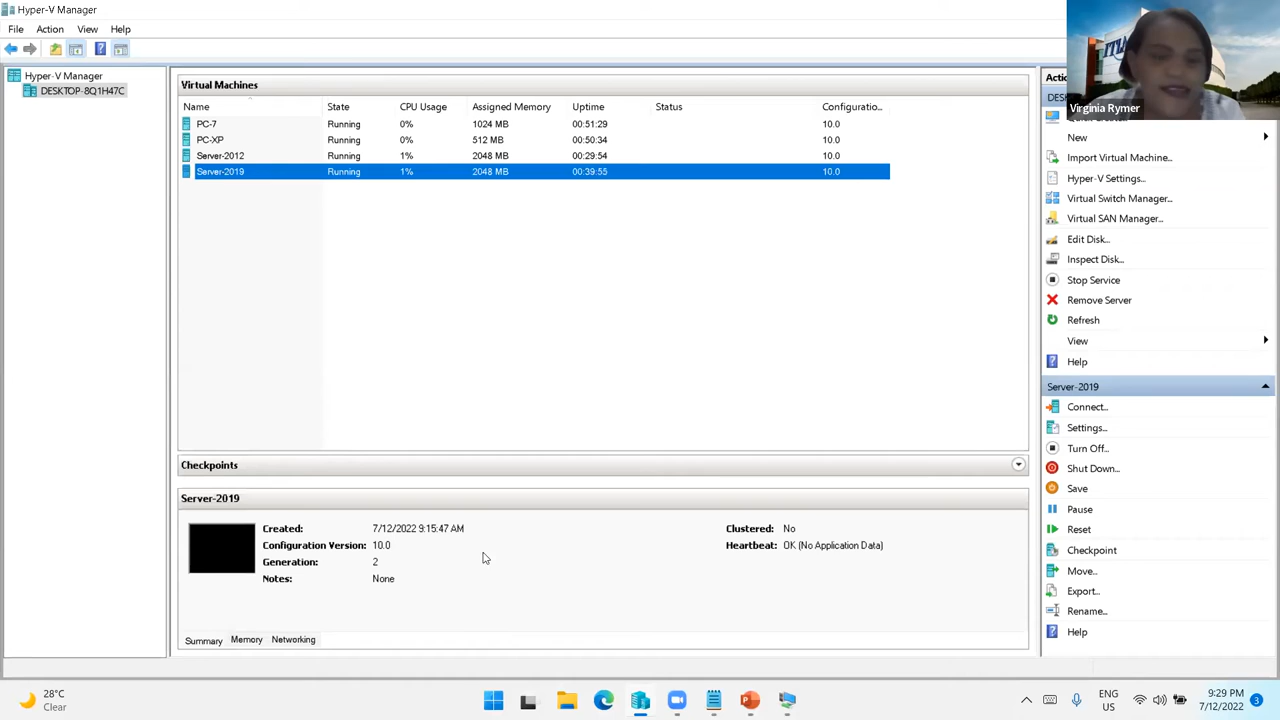 Hyper-V Manager
File Action View Help
Hyper-V Manager
DESKTOP-8Q1H47C
Virtual Machines
Name State CPU Usage Assigned Memory Uptime Status Configuratio...
PC-7 Running 0% 1024 MB 00:51:29 10.0
PC-XP Running 0% 512 MB 00:50:34 10.0
Server-2012 Running 1% 2048 MB 00:29:54 10.0
Server-2019 Running 1% 2048 MB 00:39:55 10.0
Checkpoints
Server-2019
Created: 7/12/2022 9:15:47 AM Clustered: No
Configuration Version: 10.0 Heartbeat: OK (No Application Data)
Generation: 2
Notes: None
Summary Memory Networking
Virginia Rymer
New
Import Virtual Machine...
Hyper-V Settings...
Virtual Switch Manager...
Virtual SAN Manager...
Edit Disk...
Inspect Disk...
Stop Service
Remove Server
Refresh
View
Help
Server-2019
Connect...
Settings...
Turn Off...
Shut Down...
Save
Pause
Reset
Checkpoint
Move...
Export...
Rename...
Help
28°C
Clear
ENG
US
9:29 PM
7/12/2022
3